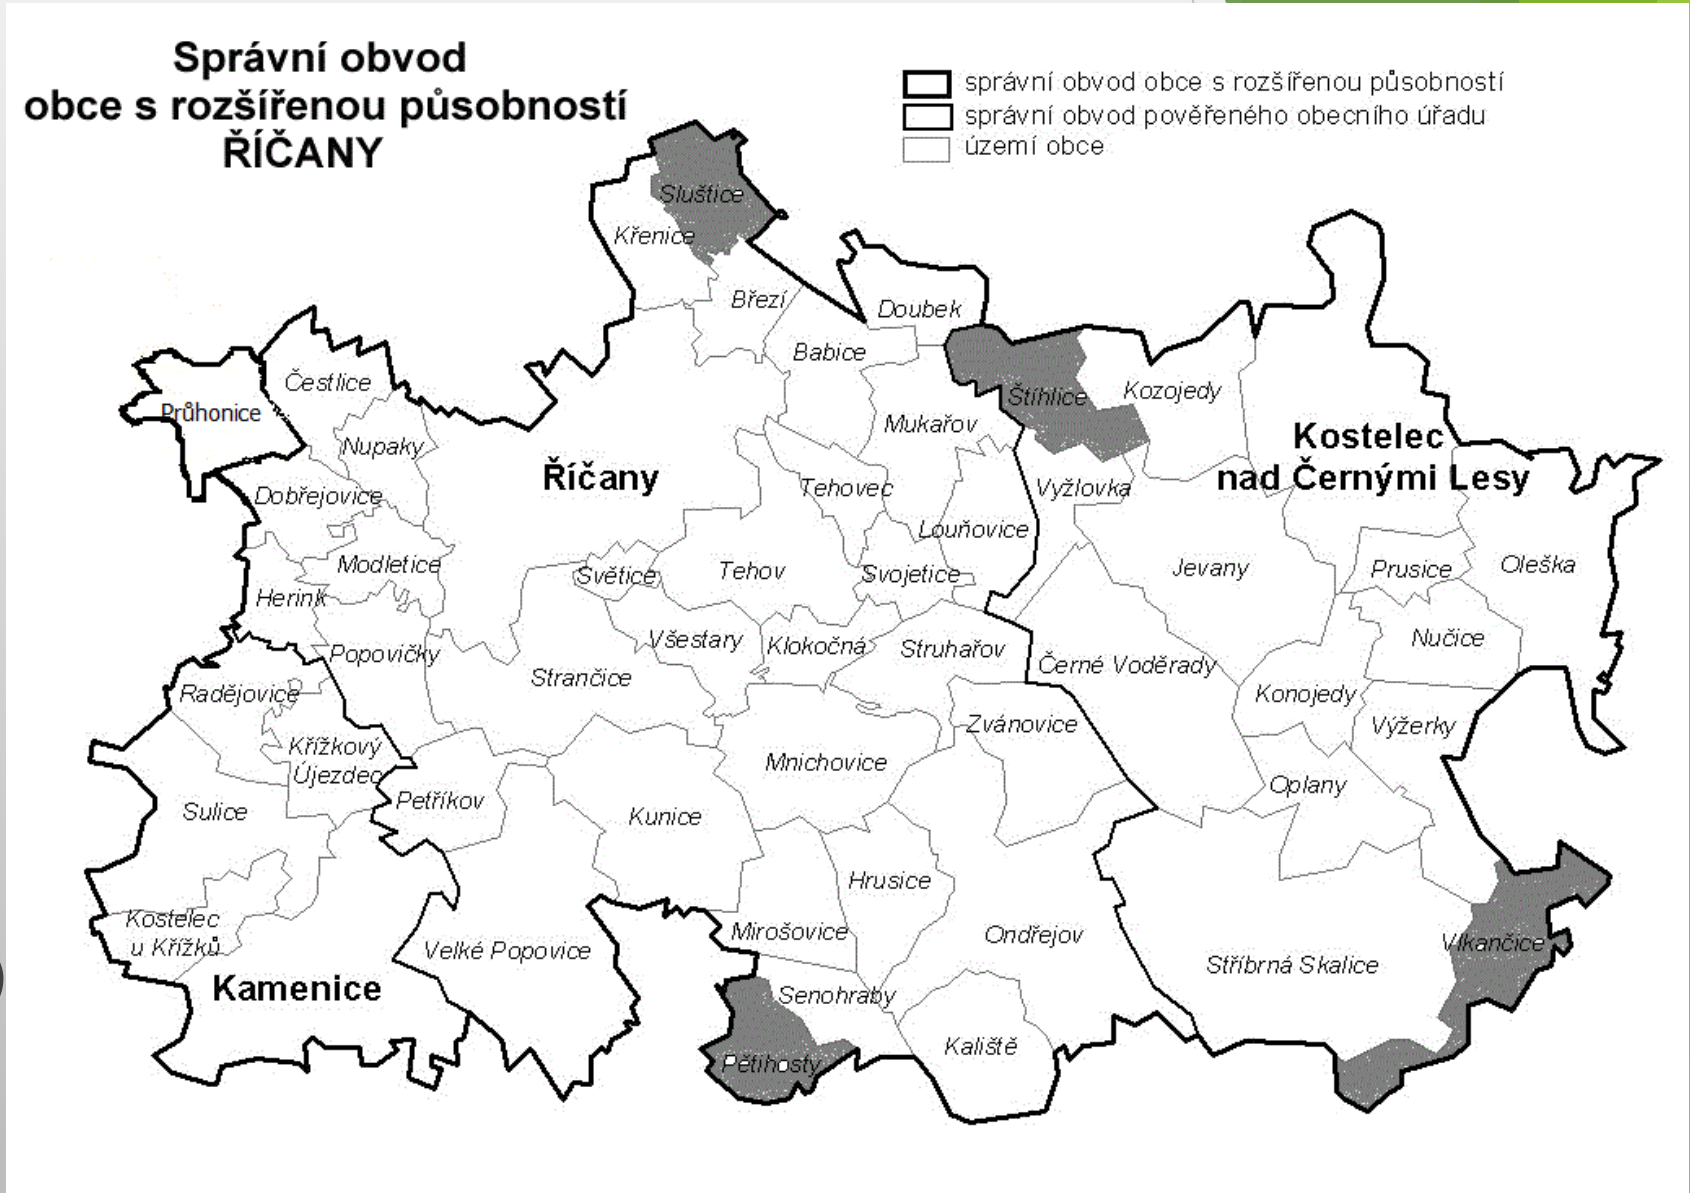 Správní obvod
obce s rozšířenou působností
ŘÍČANY
správní obvod obce s rozšířenou působností
správní obvod pověřeného obecního úřadu
území obce
Sluštice
Křenice
Březí
Doubek
Babice
Čestlice
Průhonice
Štíhlice
Kozojedy
Mukařov
Nupaky
Kostelec
nad Černými Lesy
Říčany
Tehovec
Vyžlovka
Dobřejovice
Louňovice
Modletice
Světice
Tehov
Svojetice
Jevany
Prusice
Oleška
Herink
Všestary
Klokočná
Struhařov
Nučice
Popovičky
Strančice
Černé Voděrady
Radějovice
Konojedy
Zvánovice
Výžerky
Křížkový
Újezdec
Mnichovice
Oplany
Petříkov
Sulice
Kunice
Hrusice
Kostelec
u Křížků
Mirošovice
Ondřejov
Vlkančice
Velké Popovice
Stříbrná Skalice
Kamenice
Senohraby
Kaliště
Pětihosty